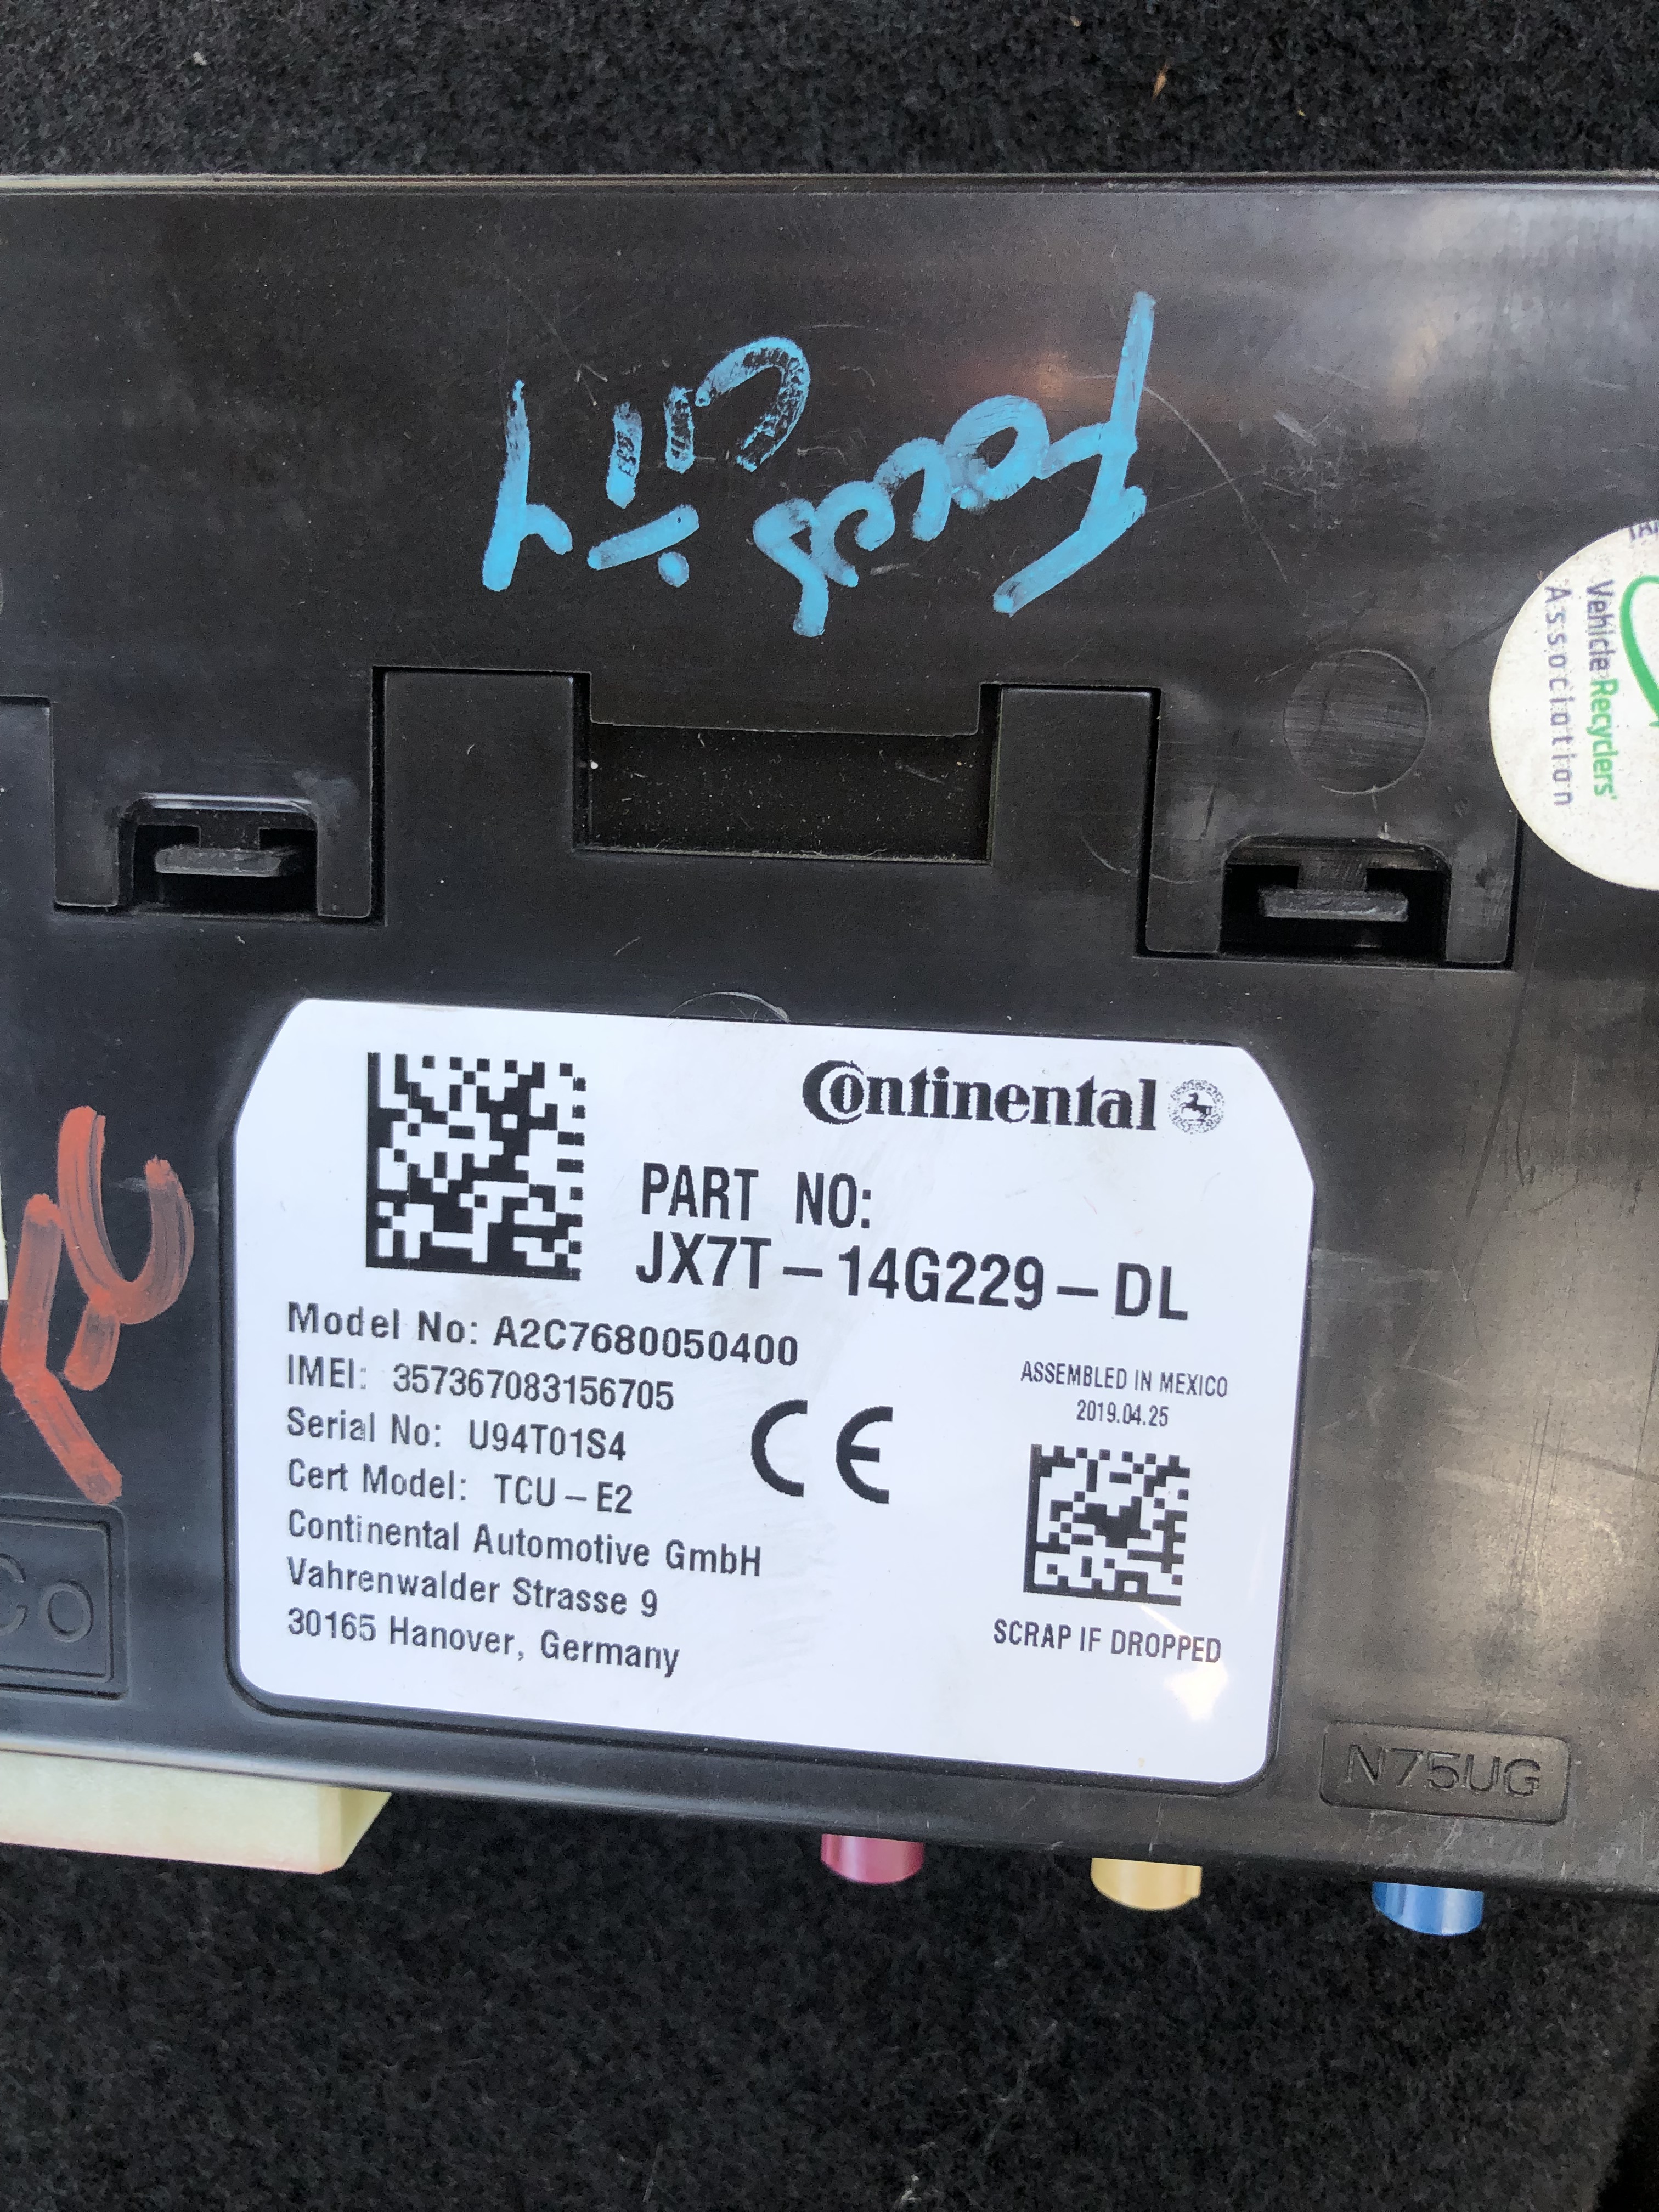 Focus City
Vehicle Recyclers'
Association
Continental
PART NO:
JX7T-14G229-DL
Model No: A2C7680050400
IMEI: 357367083156705
Serial No: U94T01S4
Cert Model: TCU-E2
Continental Automotive GmbH
Vahrenwalder Strasse 9
30165 Hanover, Germany
CE
ASSEMBLED IN MEXICO
2019.04.25
SCRAP IF DROPPED
N75UG